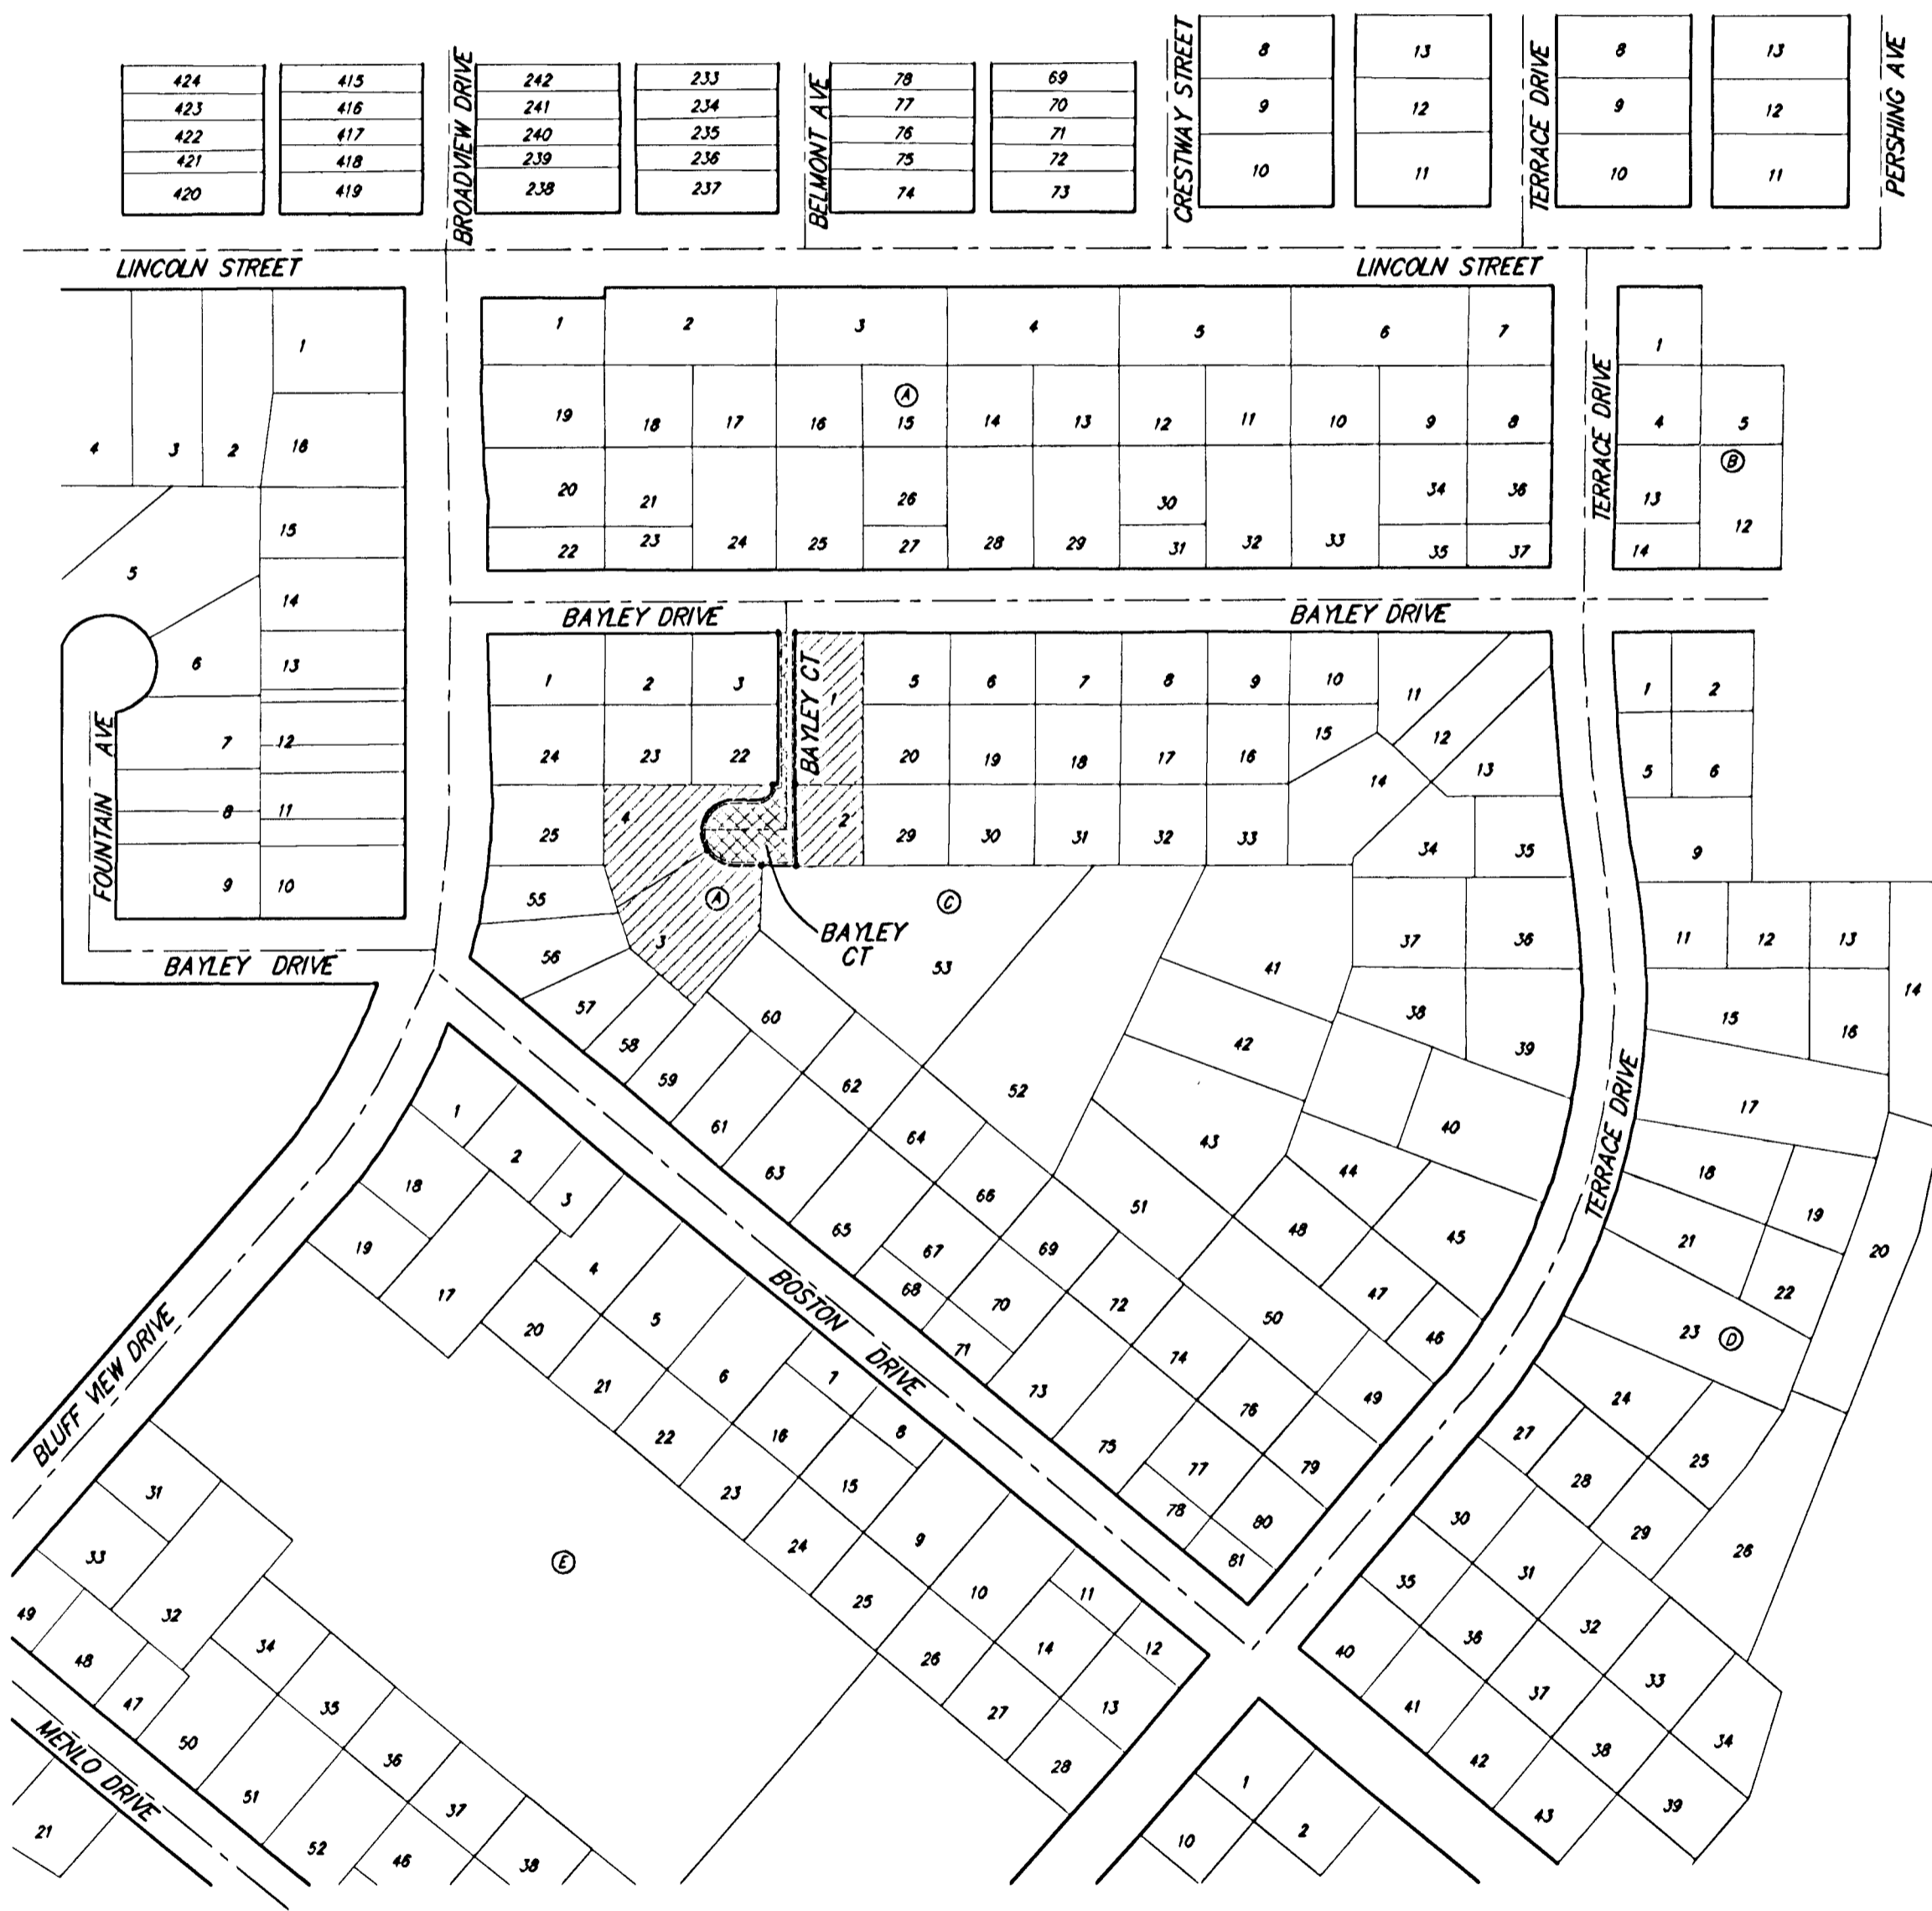 424 415 242 233 78 69
423 416 241 234 77 70
422 417 240 235 76 71
421 418 239 236 75 72
420 419 238 237 74 73
BROADVIEW DRIVE
BELMONT AVE
CRESTWAY STREET
8 13 8 13
9 12 9 12
10 11 10 11
TERRACE DRIVE
PERSHING AVE
LINCOLN STREET
LINCOLN STREET
1
4 3 2 16
15
5
14
6 13
7 12
8 11
9 10
FOUNTAIN AVE
BAYLEY DRIVE
1 2 3 4 5 6 7
A
19 18 17 16 15 14 13 12 11 10 9 8
20 21 26 30 34 36
22 23 24 25 27 28 29 31 32 33 35 37
TERRACE DRIVE
1
4 5
B
13 12
14
BAYLEY DRIVE
BAYLEY DRIVE
1 2 3
BAYLEY CT
1
5 6 7 8 9 10 11
24 23 22
20 19 18 17 16 15 12 13
14
25 4 2 29 30 31 32 33 34 35
55 A C
56 3
BAYLEY
CT
53
41 37 36
57 60 42 38 39
58
59 62 52
61 64 43 40
63 66 51 44
65 67 69 48 45
68 70 72 50 47
71 74 46
73 76 49
75 77 79
78 80
81
1 2
5 6
9
11 12 13
14
15 16
17
TERRACE DRIVE
18 19
21 20
22
23 D
24
27 25
28
30 29 26
35 31
36 32
40 37 33
41 38 34
42 39
43
BLUFF VIEW DRIVE
BOSTON
DRIVE
1
2
18 3
19 4
17 5
20 6 7
21 16 8
22 15
23 9
24 10 11
25 14 12
26 13
27
28
E
31
33
49 32
48 34
47 35
50 36
51 37
52 46 38
MENLO DRIVE
21
1
10 2